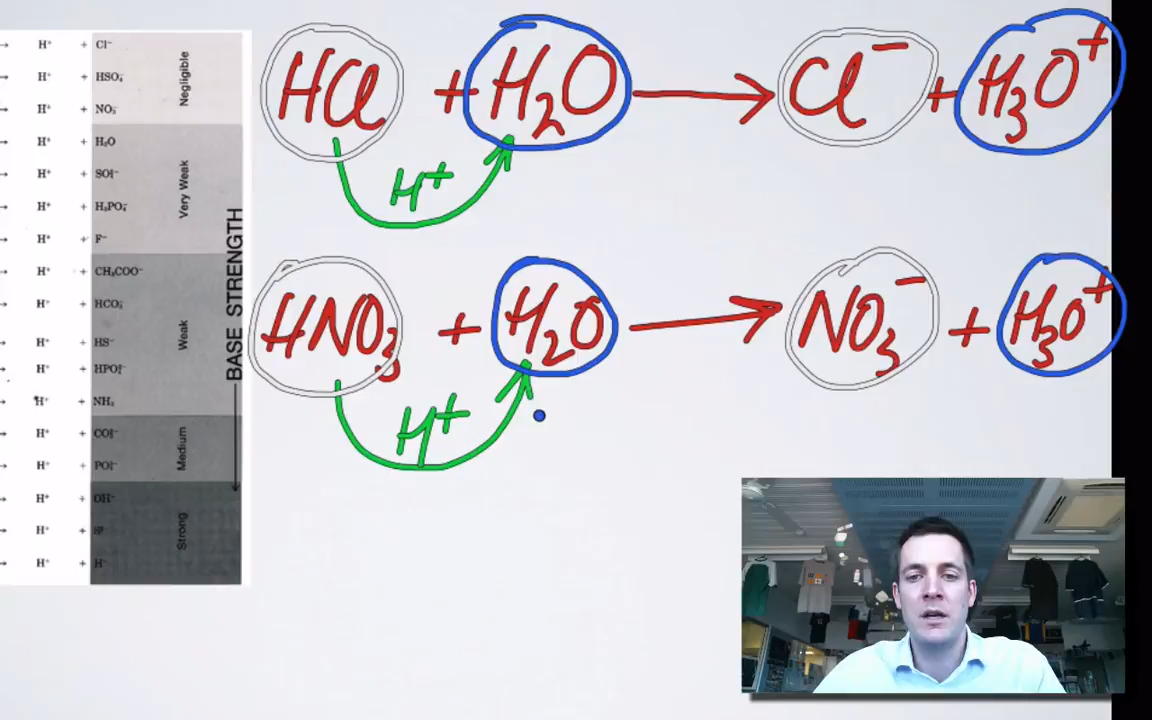 HCl + H₂O → Cl⁻ + H₃O⁺
H⁺
HNO₃ + H₂O → NO₃⁻ + H₃O⁺
H⁺
→ H⁺ + Cl⁻
→ H⁺ + HSO₄⁻
→ H⁺ + NO₃⁻
Negligible
→ H⁺ + H₂O
→ H⁺ + SO₄²⁻
→ H⁺ + H₂PO₄⁻
→ H⁺ + F⁻
Very Weak
→ H⁺ + CH₃COO⁻
→ H⁺ + HCO₃⁻
→ H⁺ + HS⁻
→ H⁺ + HPO₄²⁻
→ H⁺ + NH₃
Weak
→ H⁺ + CO₃²⁻
→ H⁺ + PO₄³⁻
Medium
→ H⁺ + OH⁻
→ H⁺ + S²⁻
→ H⁺ + H⁻
Strong
BASE STRENGTH